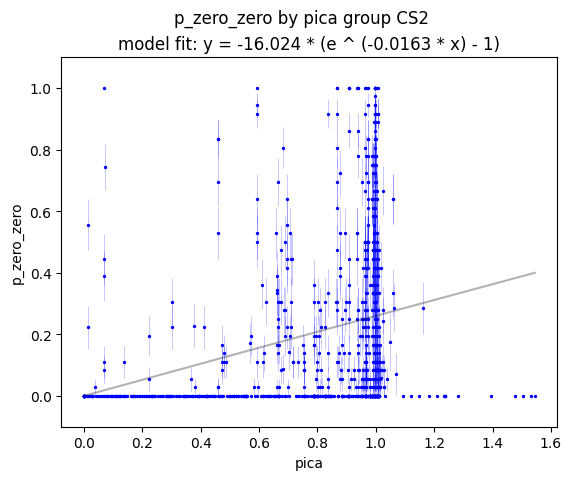 p_zero_zero by pica group CS2
model fit: y = -16.024 * (e ^ (-0.0163 * x) - 1)
1.0
0.8
0.6
0.4
0.2
0.0
p_zero_zero
0.0 0.2 0.4 0.6 0.8 1.0 1.2 1.4 1.6
pica